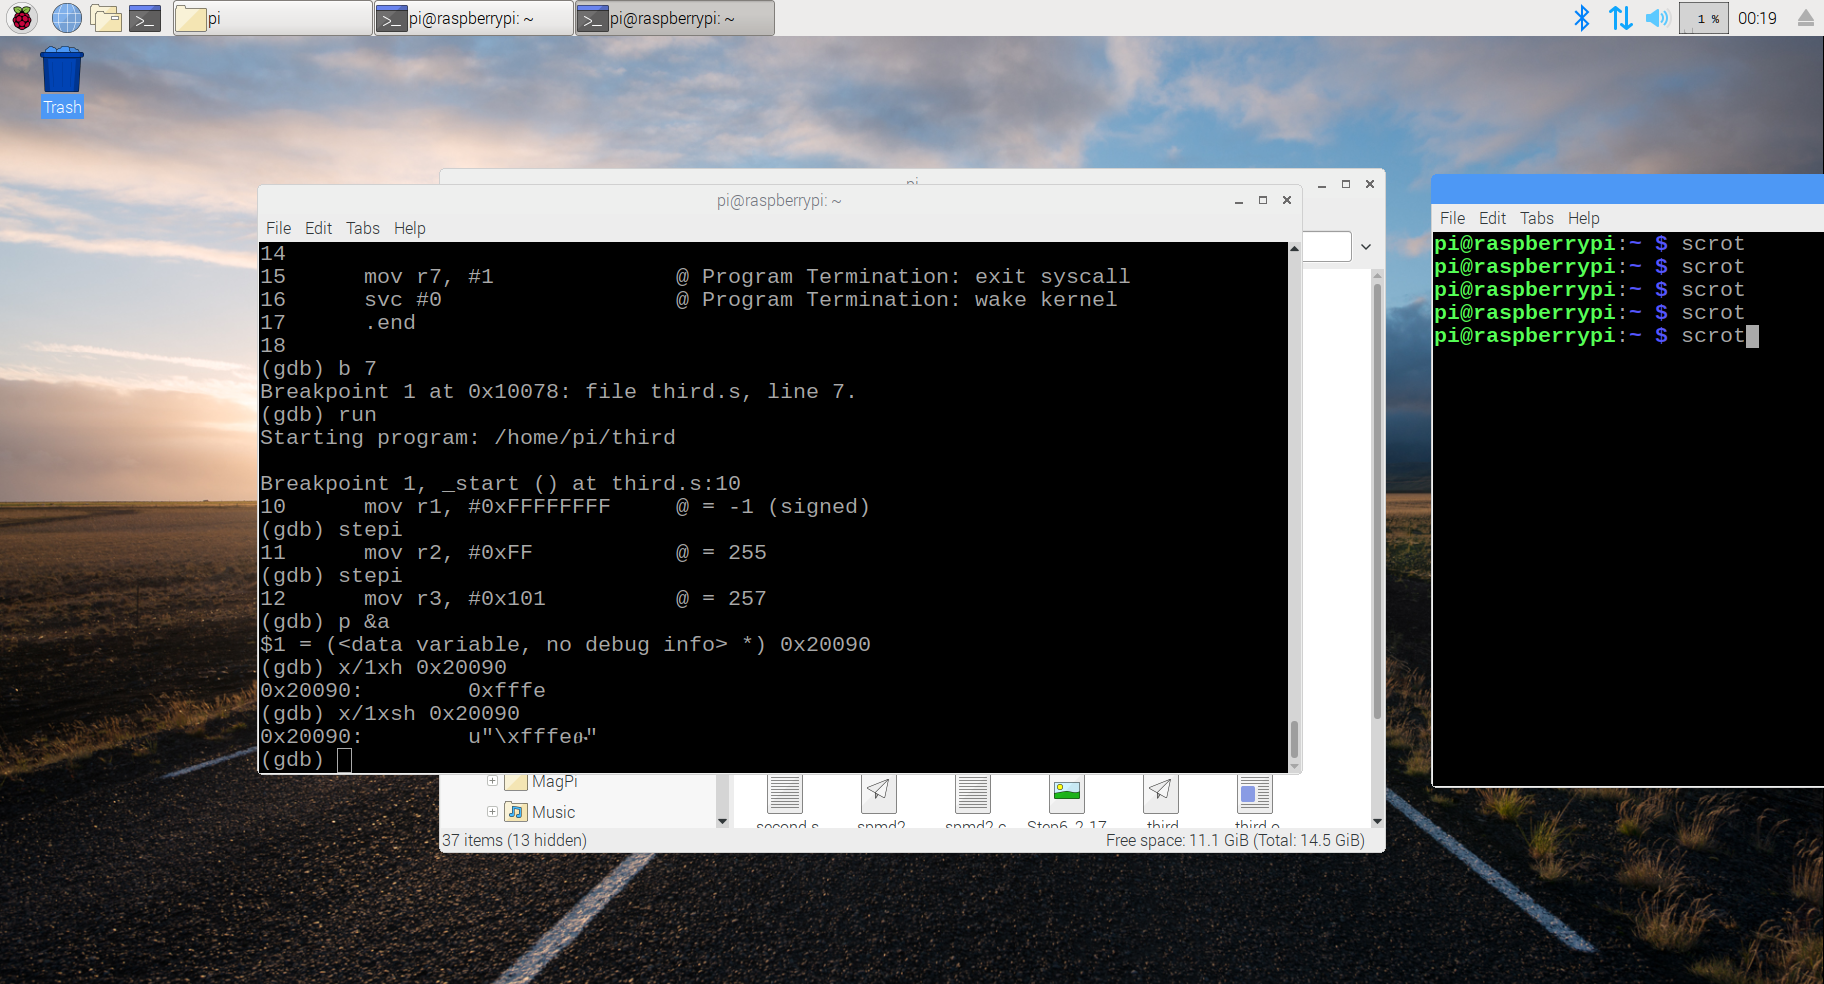 pi
pi@raspberrypi: ~
pi@raspberrypi: ~
1 %
00:19
Trash
pi@raspberrypi: ~
File Edit Tabs Help
14
15      mov r7, #1              @ Program Termination: exit syscall
16      svc #0                  @ Program Termination: wake kernel
17      .end
18
(gdb) b 7
Breakpoint 1 at 0x10078: file third.s, line 7.
(gdb) run
Starting program: /home/pi/third
Breakpoint 1, _start () at third.s:10
10      mov r1, #0xFFFFFFFF     @ = -1 (signed)
(gdb) stepi
11      mov r2, #0xFF           @ = 255
(gdb) stepi
12      mov r3, #0x101          @ = 257
(gdb) p &a
$1 = (<data variable, no debug info> *) 0x20090
(gdb) x/1xh 0x20090
0x20090:        0xfffe
(gdb) x/1xsh 0x20090
0x20090:        u"\xfffe
(gdb)
MagPi
Music
second.s spmd2 spmd2.c Step6_2.17 third third.o
37 items (13 hidden)
Free space: 11.1 GiB (Total: 14.5 GiB)
File Edit Tabs Help
pi@raspberrypi:~ $ scrot
pi@raspberrypi:~ $ scrot
pi@raspberrypi:~ $ scrot
pi@raspberrypi:~ $ scrot
pi@raspberrypi:~ $ scrot